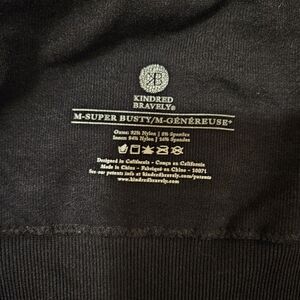 KINDRED
BRAVELY®
M-SUPER BUSTY/M-GÉNÉREUSE+
Outer: 92% Nylon | 8% Spandex
Inner: 84% Nylon | 16% Spandex
Designed in California - Conçu en Californie
Made in China - Fabriqué en Chine - 10071
See our patents info at kindredbravely.com/patents
www.kindredbravely.com